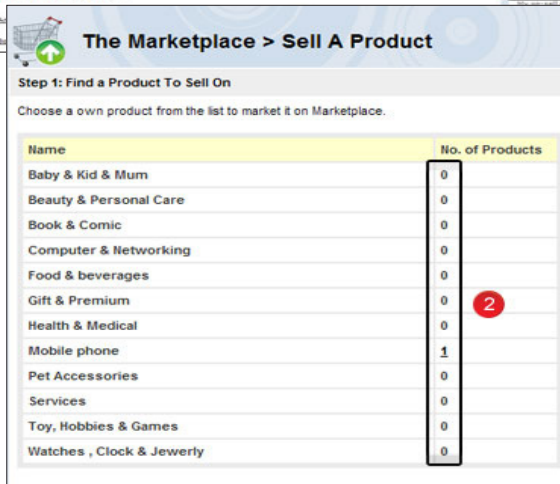 The Marketplace > Sell A Product
Step 1: Find a Product To Sell On
Choose a own product from the list to market it on Marketplace.
Name No. of Products
Baby & Kid & Mum 0
Beauty & Personal Care 0
Book & Comic 0
Computer & Networking 0
Food & beverages 0
Gift & Premium 0
2
Health & Medical 0
Mobile phone 1
Pet Accessories 0
Services 0
Toy, Hobbies & Games 0
Watches , Clock & Jewerly 0